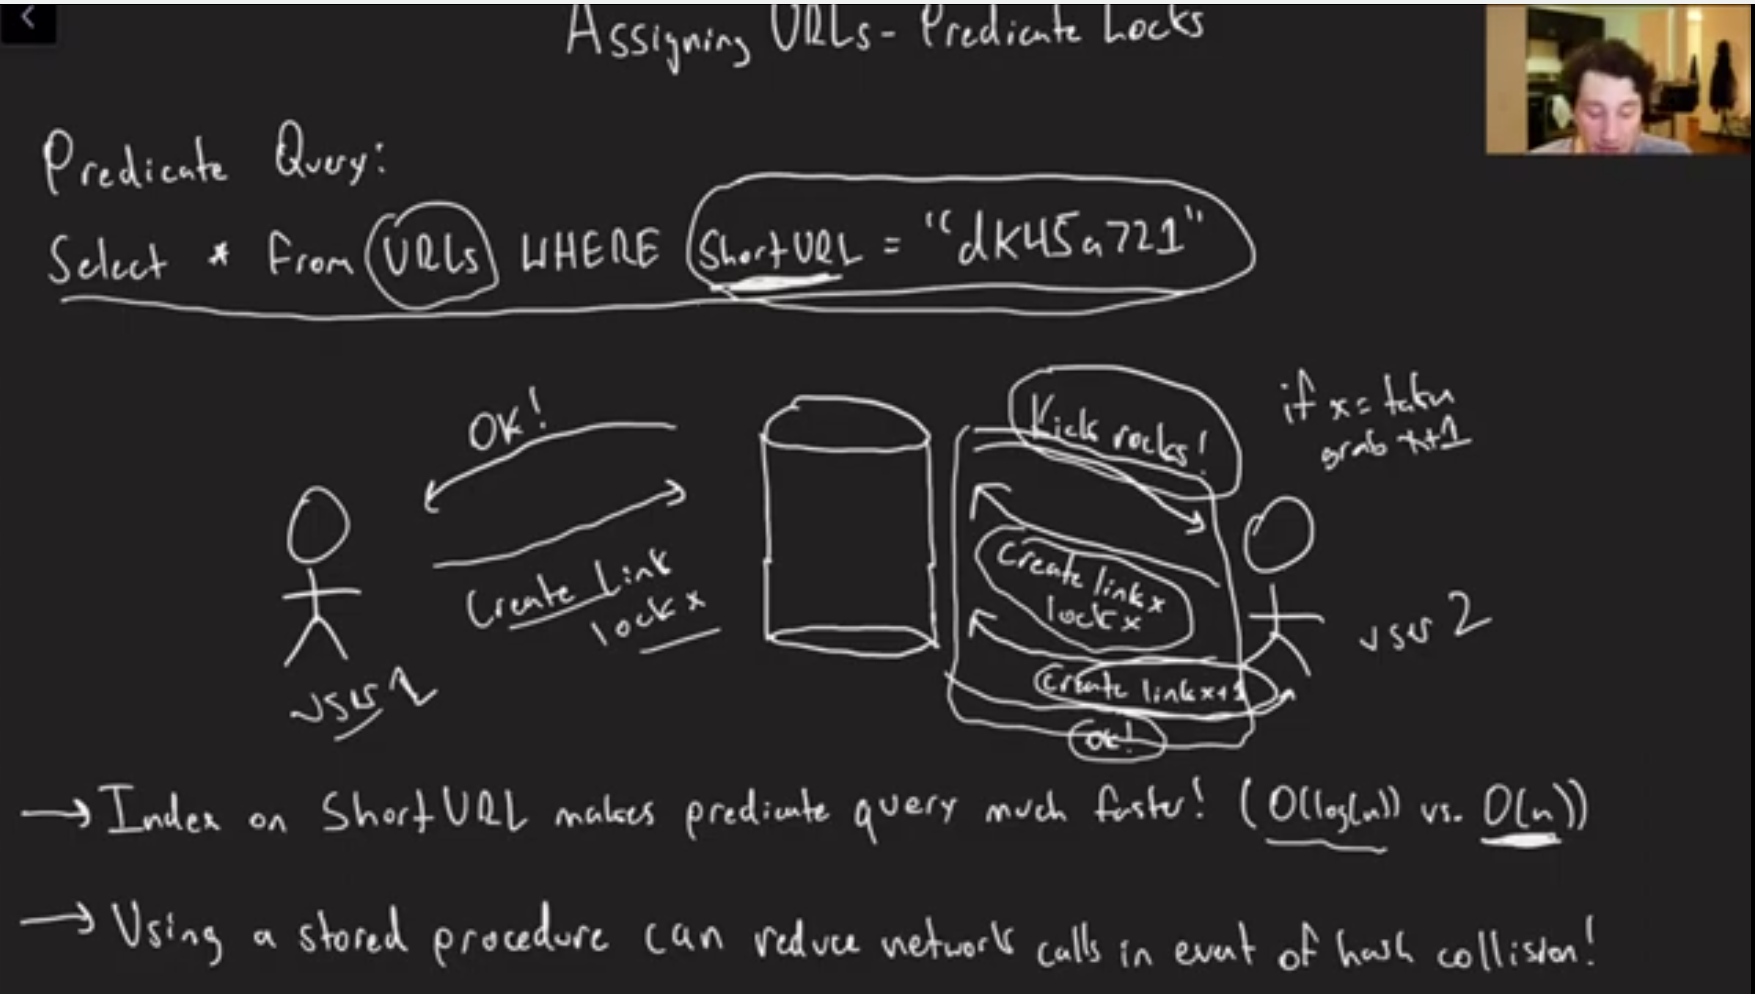 Assigning URLs - Predicate Locks
Predicate Query:
Select * From URLs WHERE ShortURL = "dK45a721"
OK!
Create Link
lock x
user 1
Kick rocks!
if x = taken
grab x+1
Create link x
lock x
Create link x+1
OK!
user 2
→ Index on ShortURL makes predicate query much faster! (O(log(n)) vs. O(n))
→ Using a stored procedure can reduce network calls in event of hash collision!